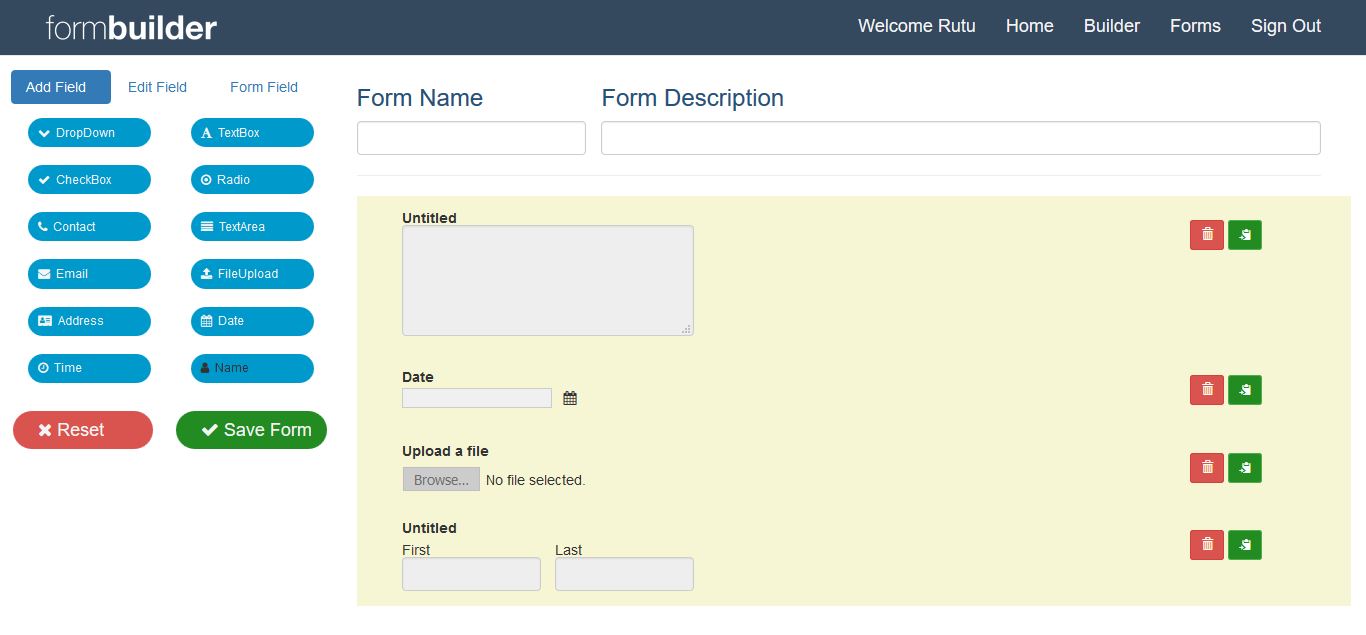 formbuilder Welcome Rutu Home Builder Forms Sign Out
Add Field Edit Field Form Field
Form Name Form Description
DropDown TextBox
CheckBox Radio
Contact TextArea
Email FileUpload
Address Date
Time Name
Reset Save Form
Untitled
Date
Upload a file
Browse... No file selected.
Untitled
First Last